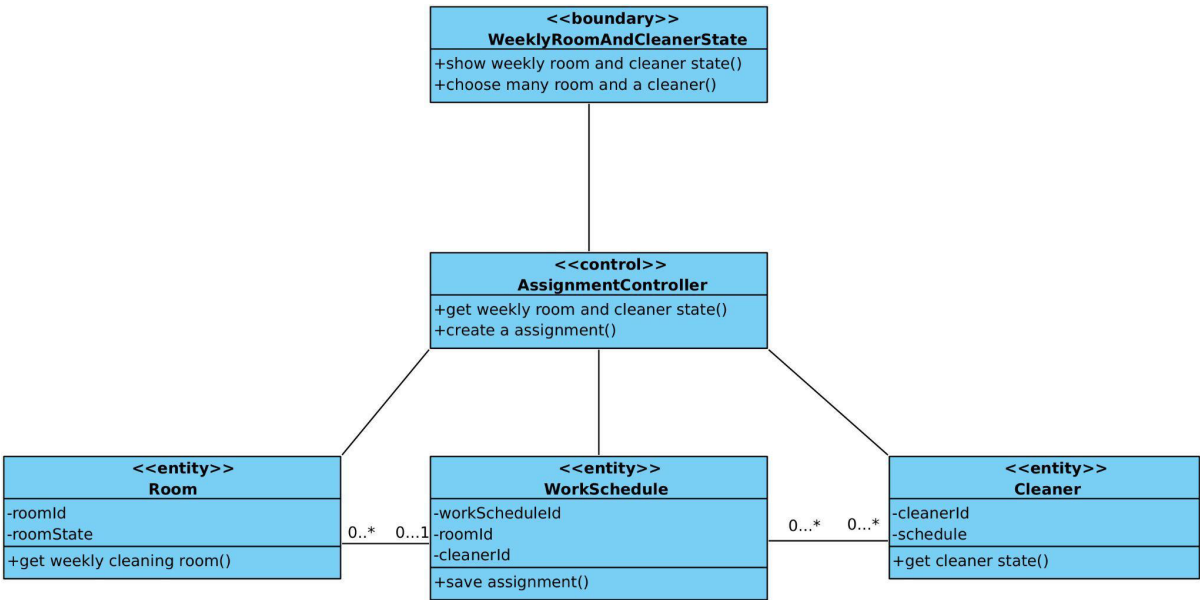 <<boundary>>
WeeklyRoomAndCleanerState
+show weekly room and cleaner state()
+choose many room and a cleaner()
<<control>>
AssignmentController
+get weekly room and cleaner state()
+create a assignment()
<<entity>>
Room
-roomId
-roomState
+get weekly cleaning room()
0..* 0...1
<<entity>>
WorkSchedule
-workScheduleId
-roomId
-cleanerId
+save assignment()
0...* 0...*
<<entity>>
Cleaner
-cleanerId
-schedule
+get cleaner state()